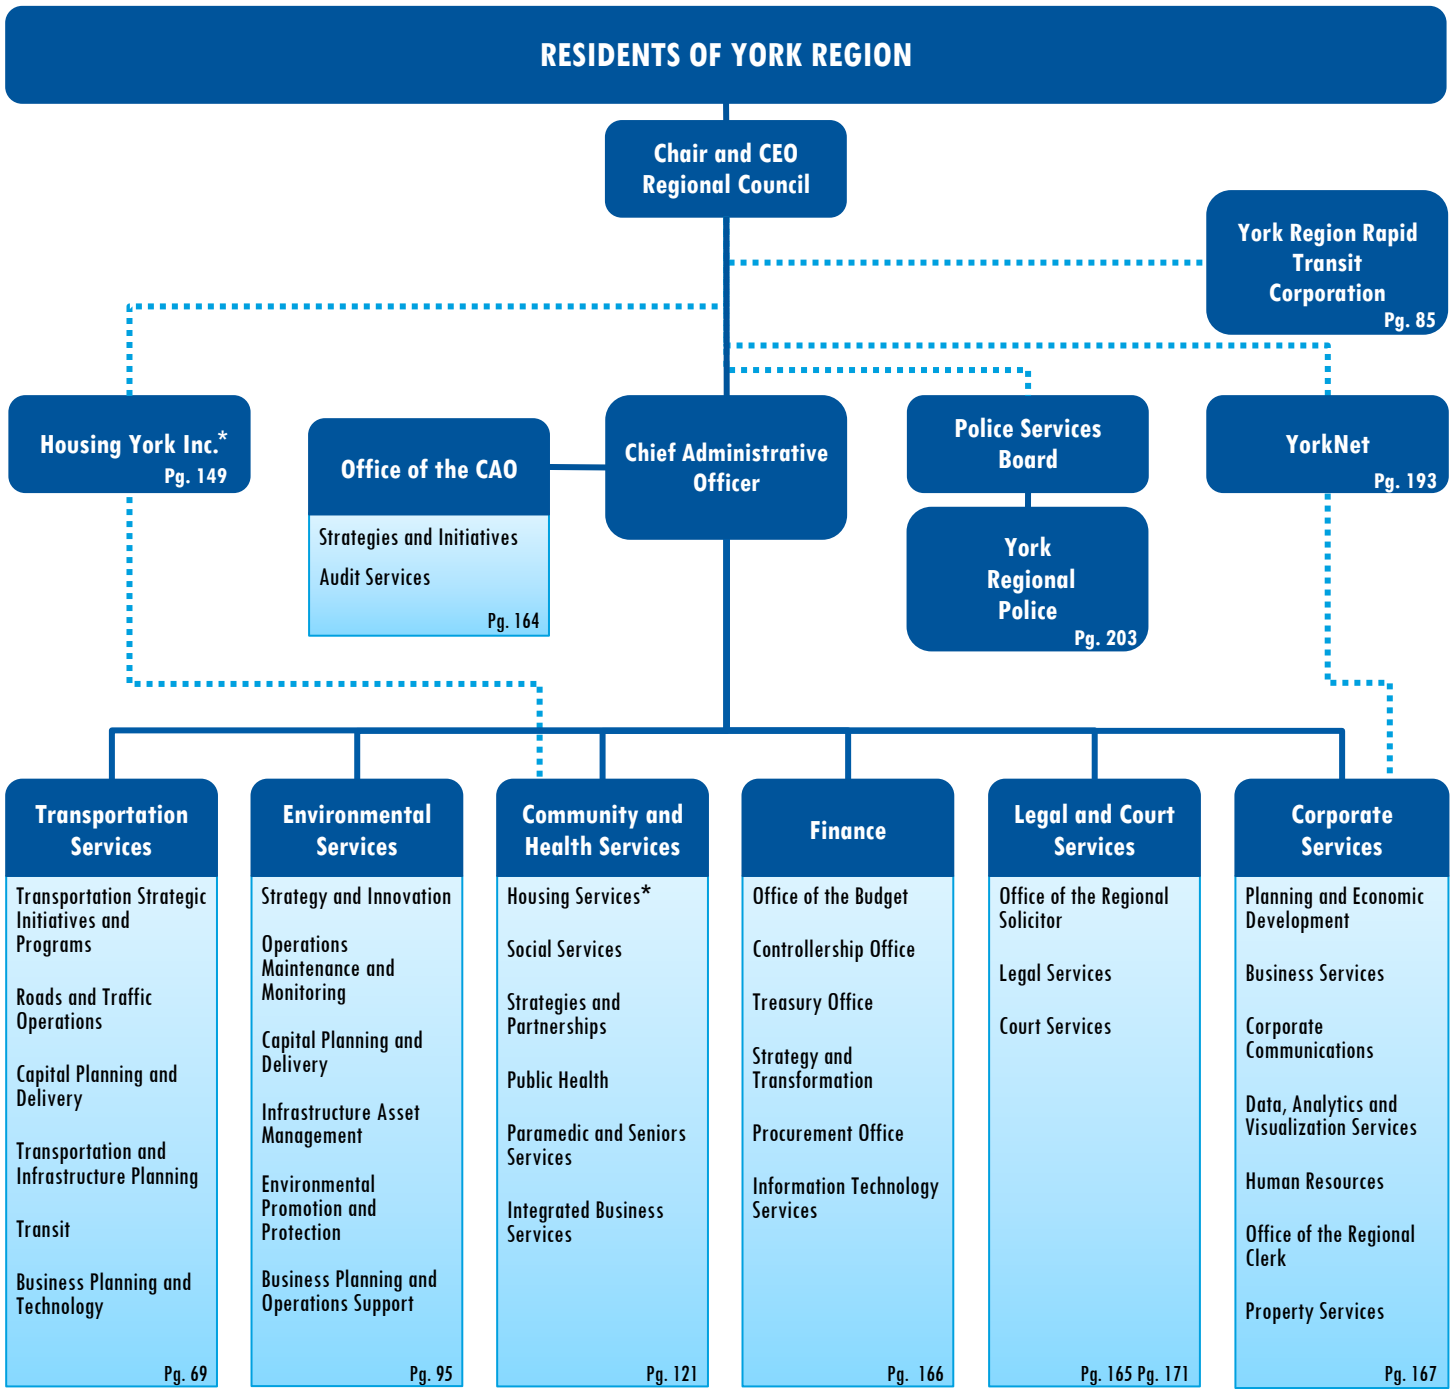 RESIDENTS OF YORK REGION
Chair and CEO
Regional Council
York Region Rapid
Transit
Corporation
Pg. 85
Housing York Inc.*
Pg. 149
Office of the CAO
Strategies and Initiatives
Audit Services
Pg. 164
Chief Administrative
Officer
Police Services
Board
York
Regional
Police
Pg. 203
YorkNet
Pg. 193
Transportation
Services
Transportation Strategic
Initiatives and
Programs
Roads and Traffic
Operations
Capital Planning and
Delivery
Transportation and
Infrastructure Planning
Transit
Business Planning and
Technology
Pg. 69
Environmental
Services
Strategy and Innovation
Operations
Maintenance and
Monitoring
Capital Planning and
Delivery
Infrastructure Asset
Management
Environmental
Promotion and
Protection
Business Planning and
Operations Support
Pg. 95
Community and
Health Services
Housing Services*
Social Services
Strategies and
Partnerships
Public Health
Paramedic and Seniors
Services
Integrated Business
Services
Pg. 121
Finance
Office of the Budget
Controllership Office
Treasury Office
Strategy and
Transformation
Procurement Office
Information Technology
Services
Pg. 166
Legal and Court
Services
Office of the Regional
Solicitor
Legal Services
Court Services
Pg. 165 Pg. 171
Corporate
Services
Planning and Economic
Development
Business Services
Corporate
Communications
Data, Analytics and
Visualization Services
Human Resources
Office of the Regional
Clerk
Property Services
Pg. 167